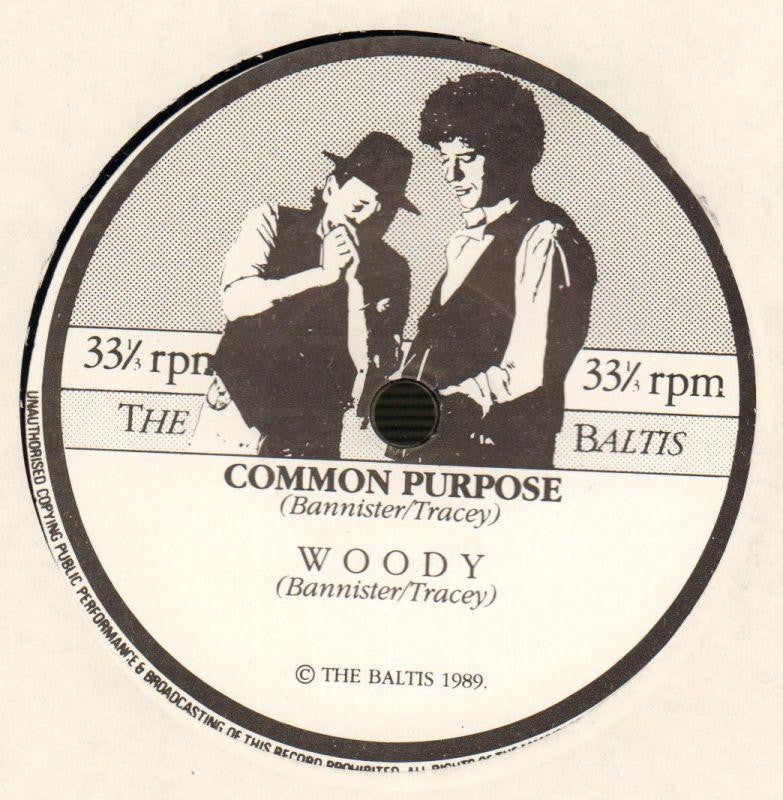 33⅓ rpm
33⅓ rpm
THE BALTIS
COMMON PURPOSE
(Bannister/Tracey)
WOODY
(Bannister/Tracey)
© THE BALTIS 1989.
UNAUTHORISED COPYING PUBLIC PERFORMANCE & BROADCASTING OF THIS RECORD PROHIBITED. ALL RIGHTS OF THE